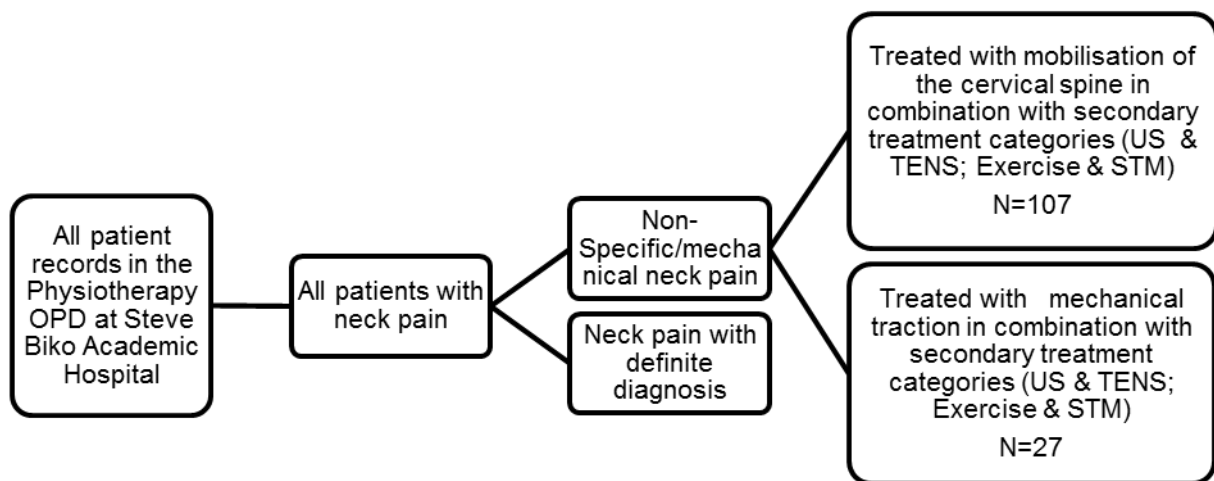 All patient
records in the
Physiotherapy
OPD at Steve
Biko Academic
Hospital
All patients with
neck pain
Non-
Specific/mecha
nical neck pain
Neck pain with
definite
diagnosis
Treated with mobilisation of
the cervical spine in
combination with secondary
treatment categories (US &
TENS; Exercise & STM)
N=107
Treated with mechanical
traction in combination with
secondary treatment
categories (US & TENS;
Exercise & STM)
N=27